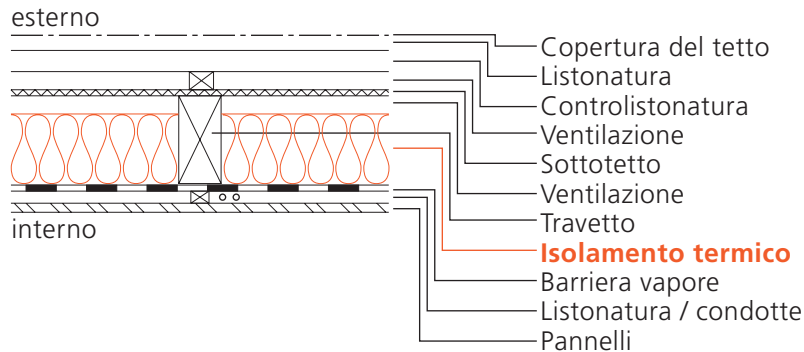 esterno
Copertura del tetto
Listonatura
Controlistonatura
Ventilazione
Sottotetto
Ventilazione
Travetto
interno
Isolamento termico
Barriera vapore
Listonatura / condotte
Pannelli